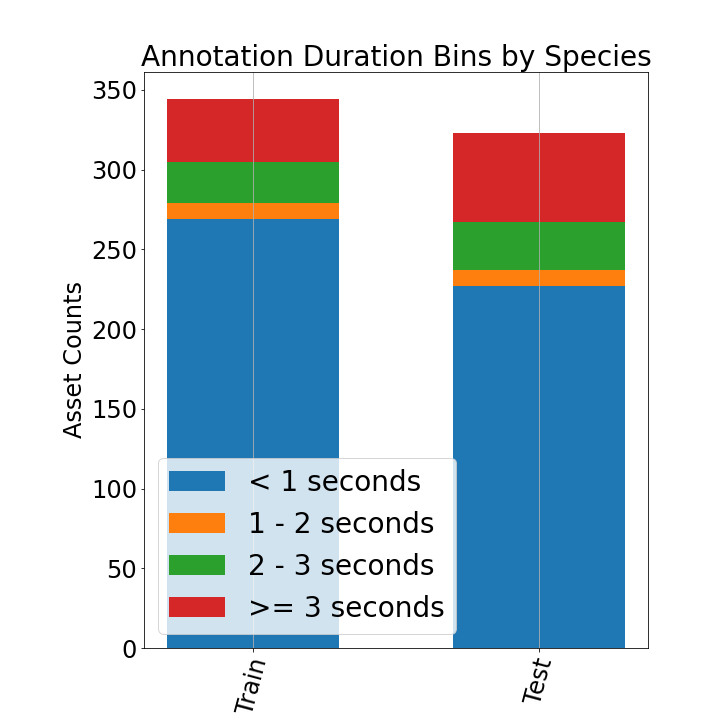 Annotation Duration Bins by Species
350
300
250
200
150
100
50
0
Asset Counts
< 1 seconds
1 - 2 seconds
2 - 3 seconds
>= 3 seconds
Train
Test